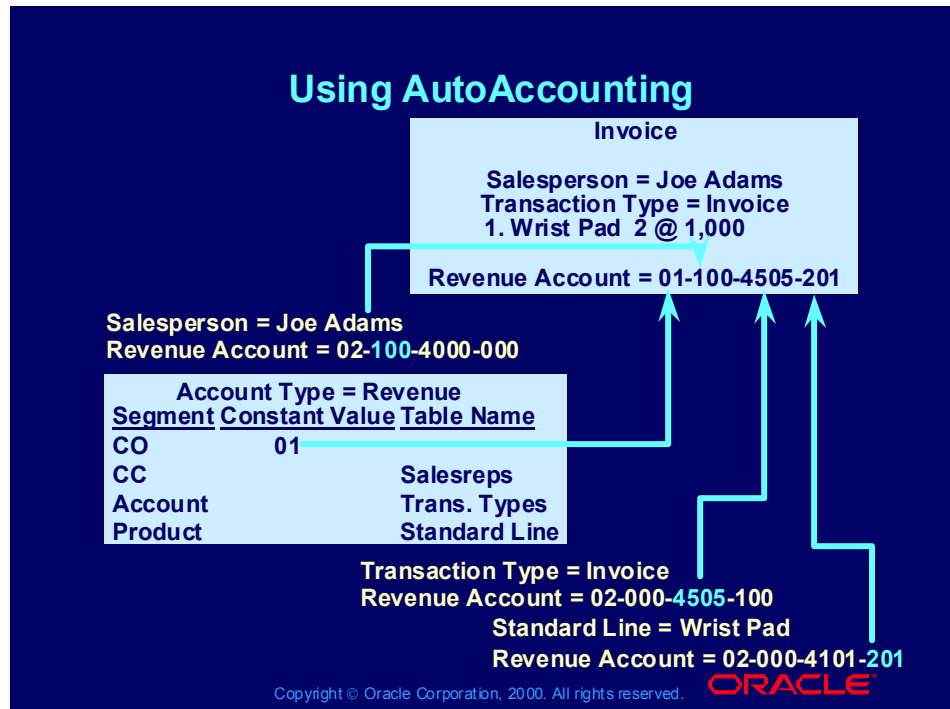 Using AutoAccounting
Invoice
Salesperson = Joe Adams
Transaction Type = Invoice
1. Wrist Pad 2 @ 1,000
Revenue Account = 01-100-4505-201
Salesperson = Joe Adams
Revenue Account = 02-100-4000-000
Account Type = Revenue
Segment Constant Value Table Name
CO 01
CC Salesreps
Account Trans. Types
Product Standard Line
Transaction Type = Invoice
Revenue Account = 02-000-4505-100
Standard Line = Wrist Pad
Revenue Account = 02-000-4101-201
Copyright © Oracle Corporation, 2000. All rights reserved.
ORACLE®